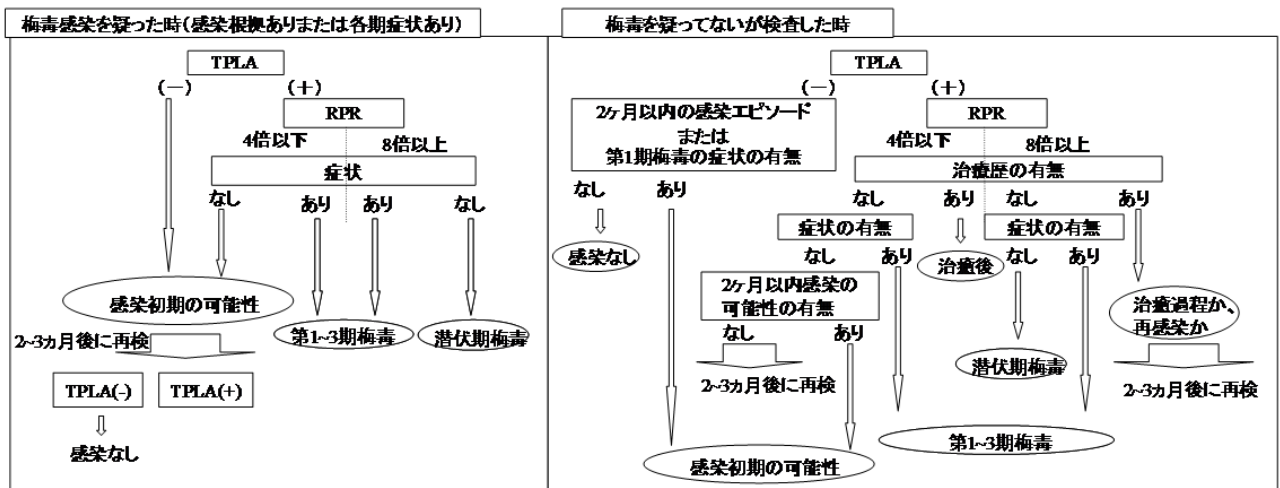 梅毒感染を疑った時(感染根拠ありまたは各期症状あり)
TPLA
(−)
(+)
RPR
4倍以下
8倍以上
症状
なし
あり
あり
なし
感染初期の可能性
2~3ヵ月後に再検
第1~3期梅毒
潜伏期梅毒
TPLA(-)
TPLA(+)
感染なし
梅毒を疑ってないが検査した時
TPLA
(−)
(+)
2ヶ月以内の感染エピソード
または
第1期梅毒の症状の有無
RPR
4倍以下
8倍以上
治療歴の有無
なし
あり
なし
あり
なし
あり
感染なし
症状の有無
症状の有無
なし
あり
治癒後
なし
あり
2ヶ月以内感染の
可能性の有無
なし
あり
治癒過程か、
再感染か
潜伏期梅毒
2~3ヵ月後に再検
2~3ヵ月後に再検
第1~3期梅毒
感染初期の可能性